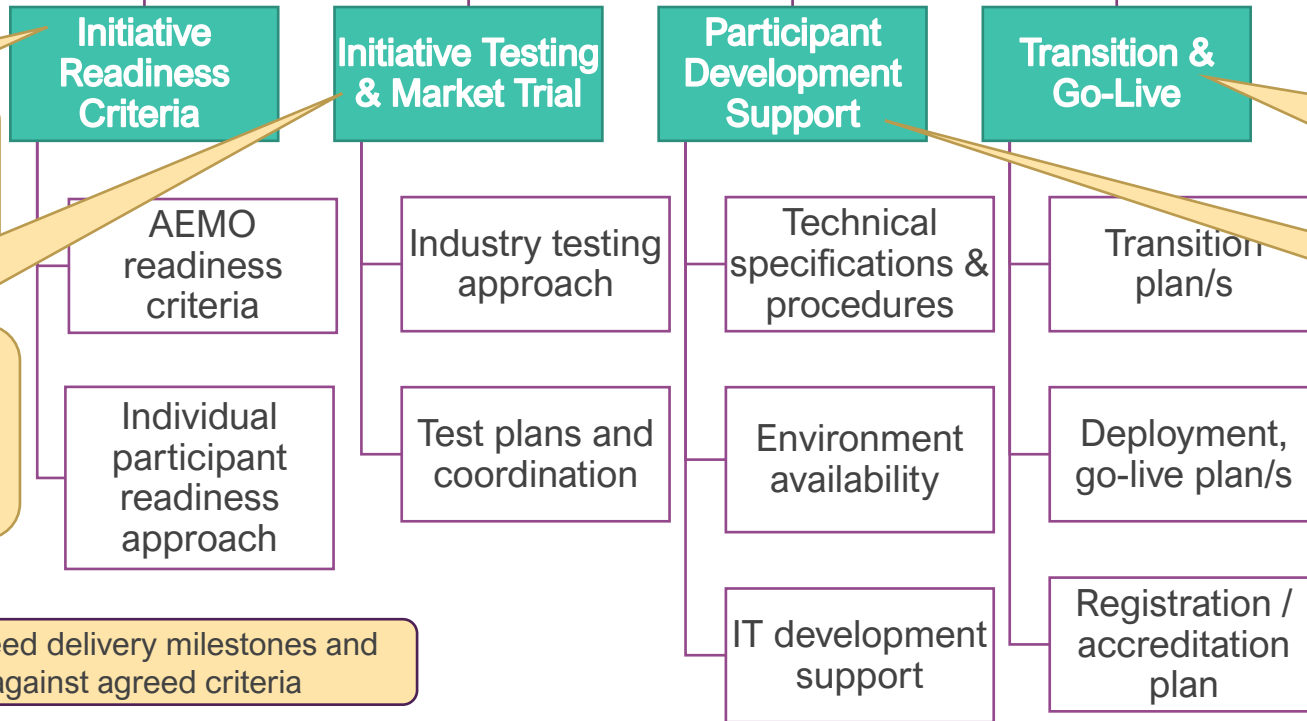 Initiative
Readiness
Criteria
AEMO
readiness
criteria
Individual
participant
readiness
approach
Initiative Testing
& Market Trial
Industry testing
approach
Test plans and
coordination
Participant
Development
Support
Technical
specifications &
procedures
Environment
availability
IT development
support
Transition &
Go-Live
Transition
plan/s
Deployment,
go-live plan/s
Registration /
accreditation
plan
delivery milestones and
against agreed criteria